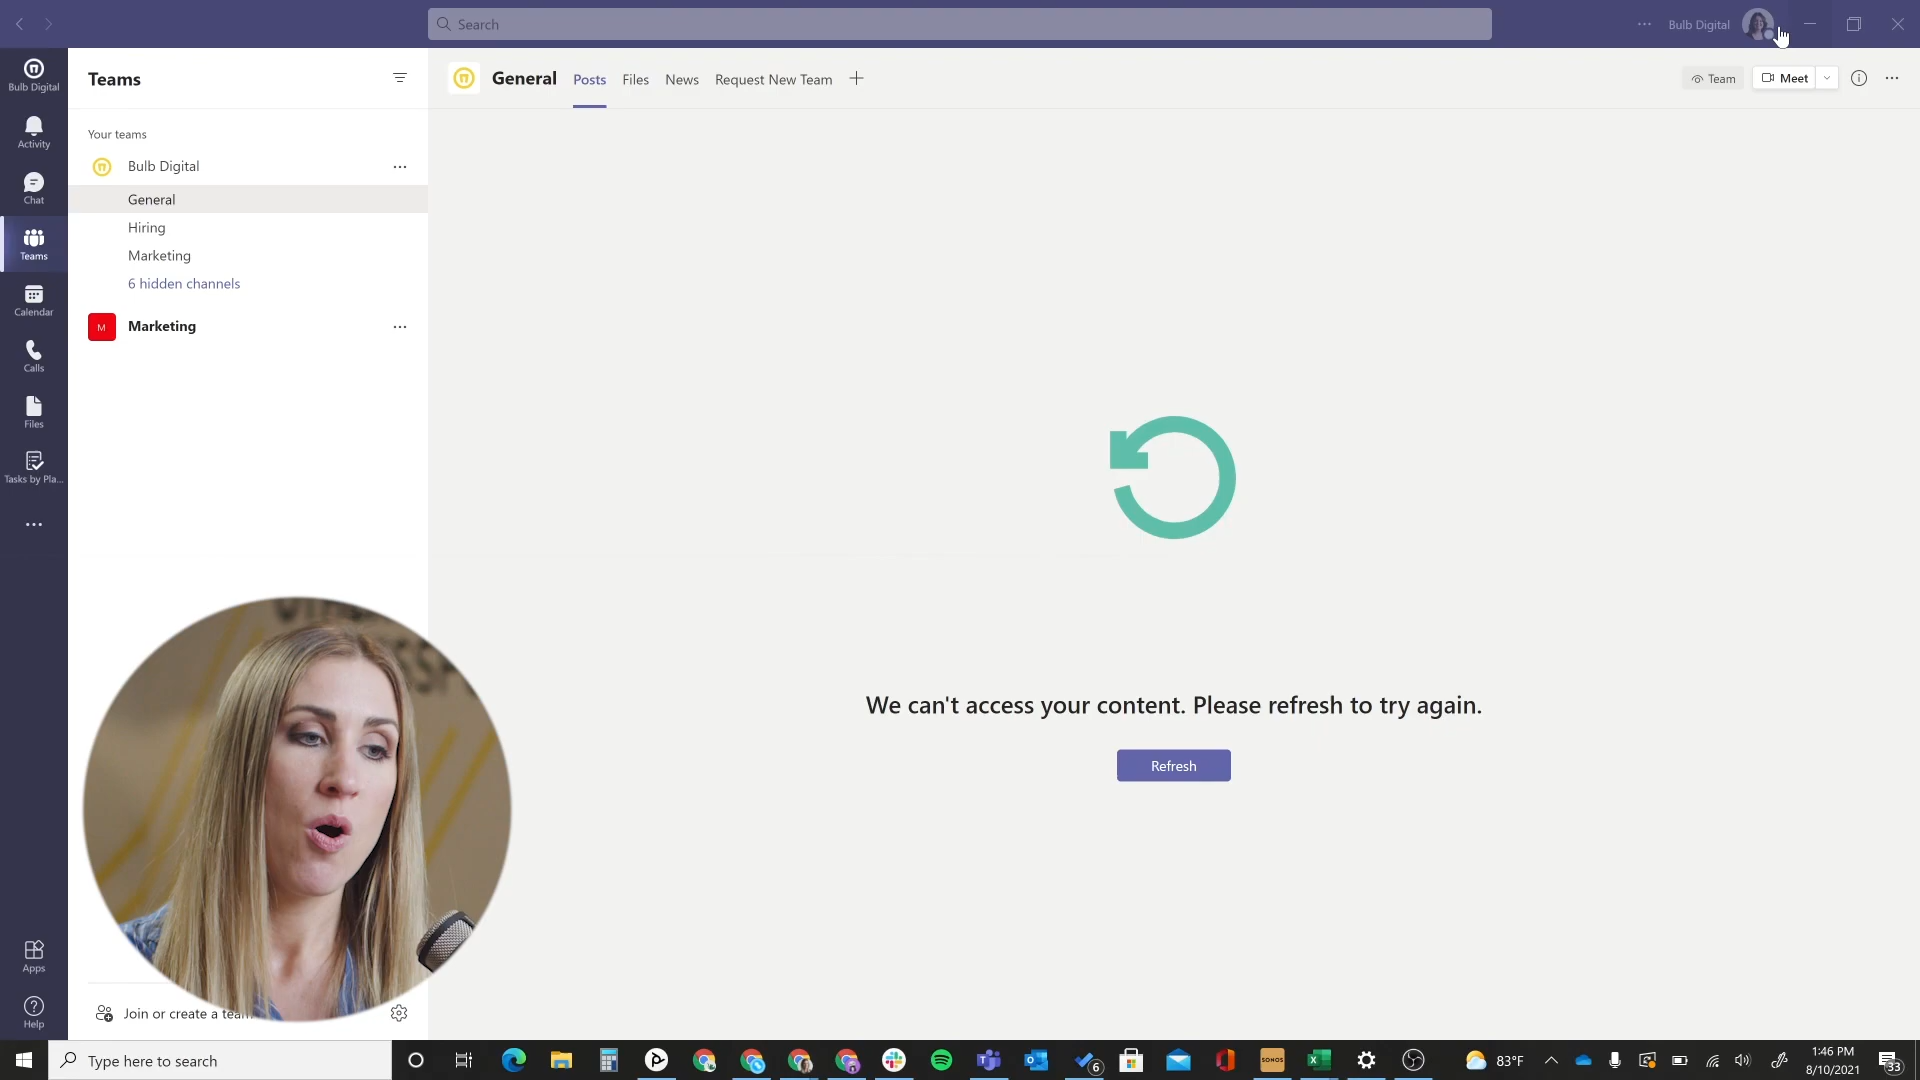 Search
Bulb Digital
Bulb Digital
Activity
Chat
Teams
Calendar
Calls
Files
Tasks by Pla...
Apps
Help
Teams
Your teams
Bulb Digital
General
Hiring
Marketing
6 hidden channels
M
Marketing
Join or create a team
General
Posts
Files
News
Request New Team
Team
Meet
We can't access your content. Please refresh to try again.
Refresh
Type here to search
6
SONOS
83°F
1:46 PM
8/10/2021
33